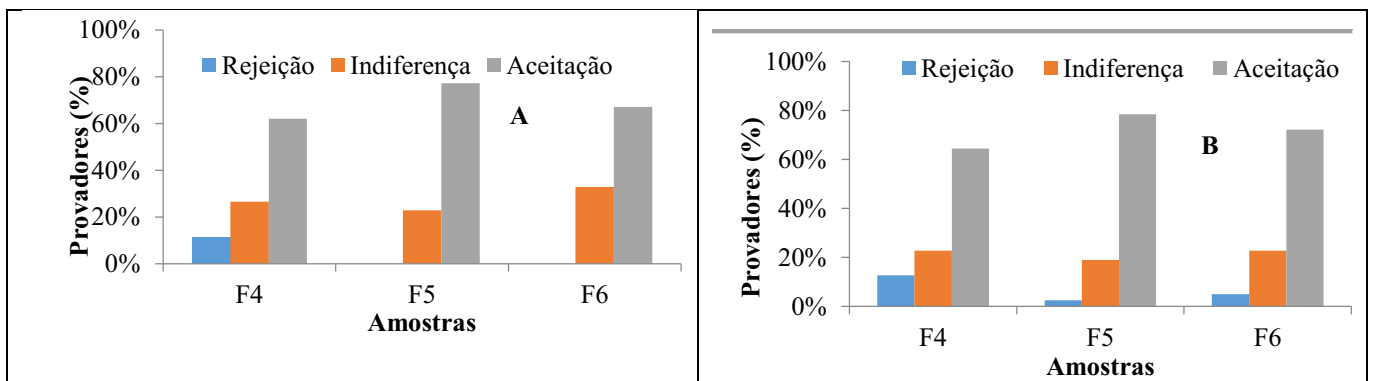 100%
80%
60%
40%
20%
0%
Provadores (%)
Rejeição Indiferença Aceitação
A
F4 F5 F6
Amostras
100%
80%
60%
40%
20%
0%
Provadores (%)
Rejeição Indiferença Aceitação
B
F4 F5 F6
Amostras